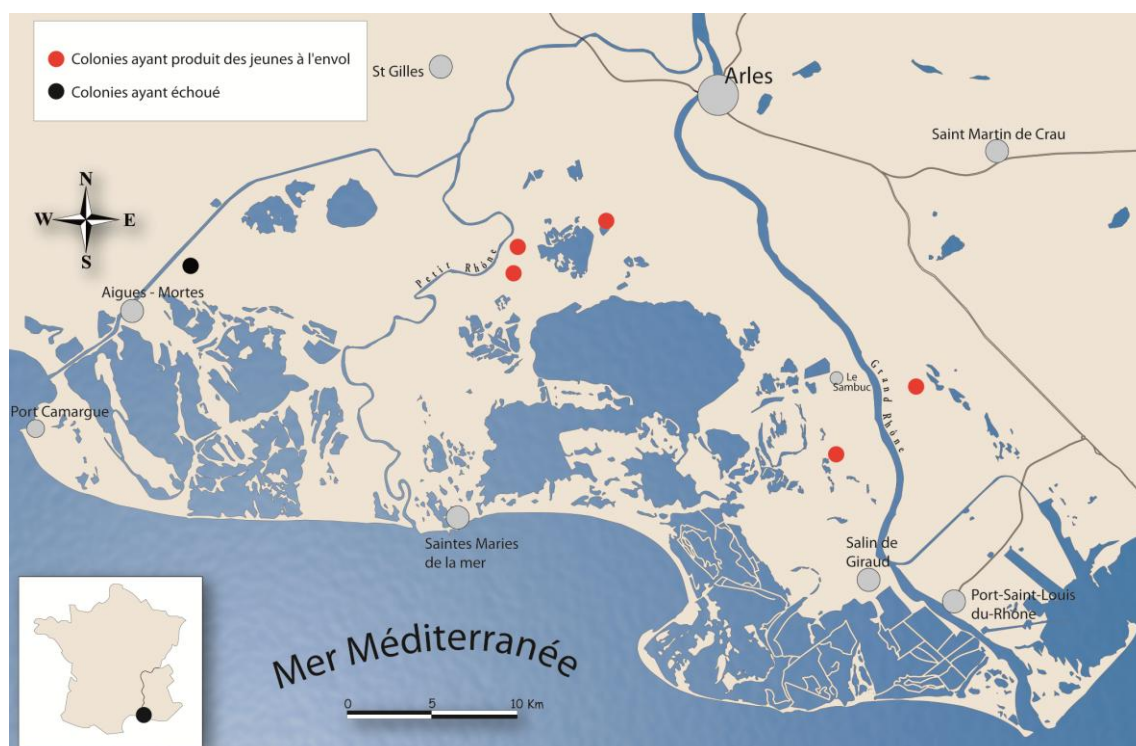 Colonies ayant produit des jeunes à l'envol
Colonies ayant échoué
St Gilles
Arles
Saint Martin de Crau
N
W E
S
Petit Rhône
Aigues - Mortes
Le
Sambuc
Grand Rhône
Port Camargue
Saintes Maries
de la mer
Salin de
Giraud
Port-Saint-Louis
du-Rhône
Mer Méditerranée
0 5 10 Km